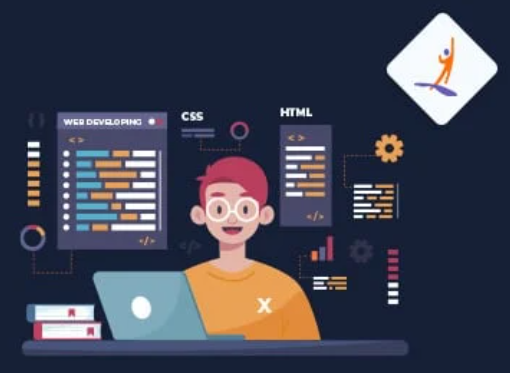 WEB DEVELOPING
CSS
HTML
< >
< >
</>
</>
</>
X